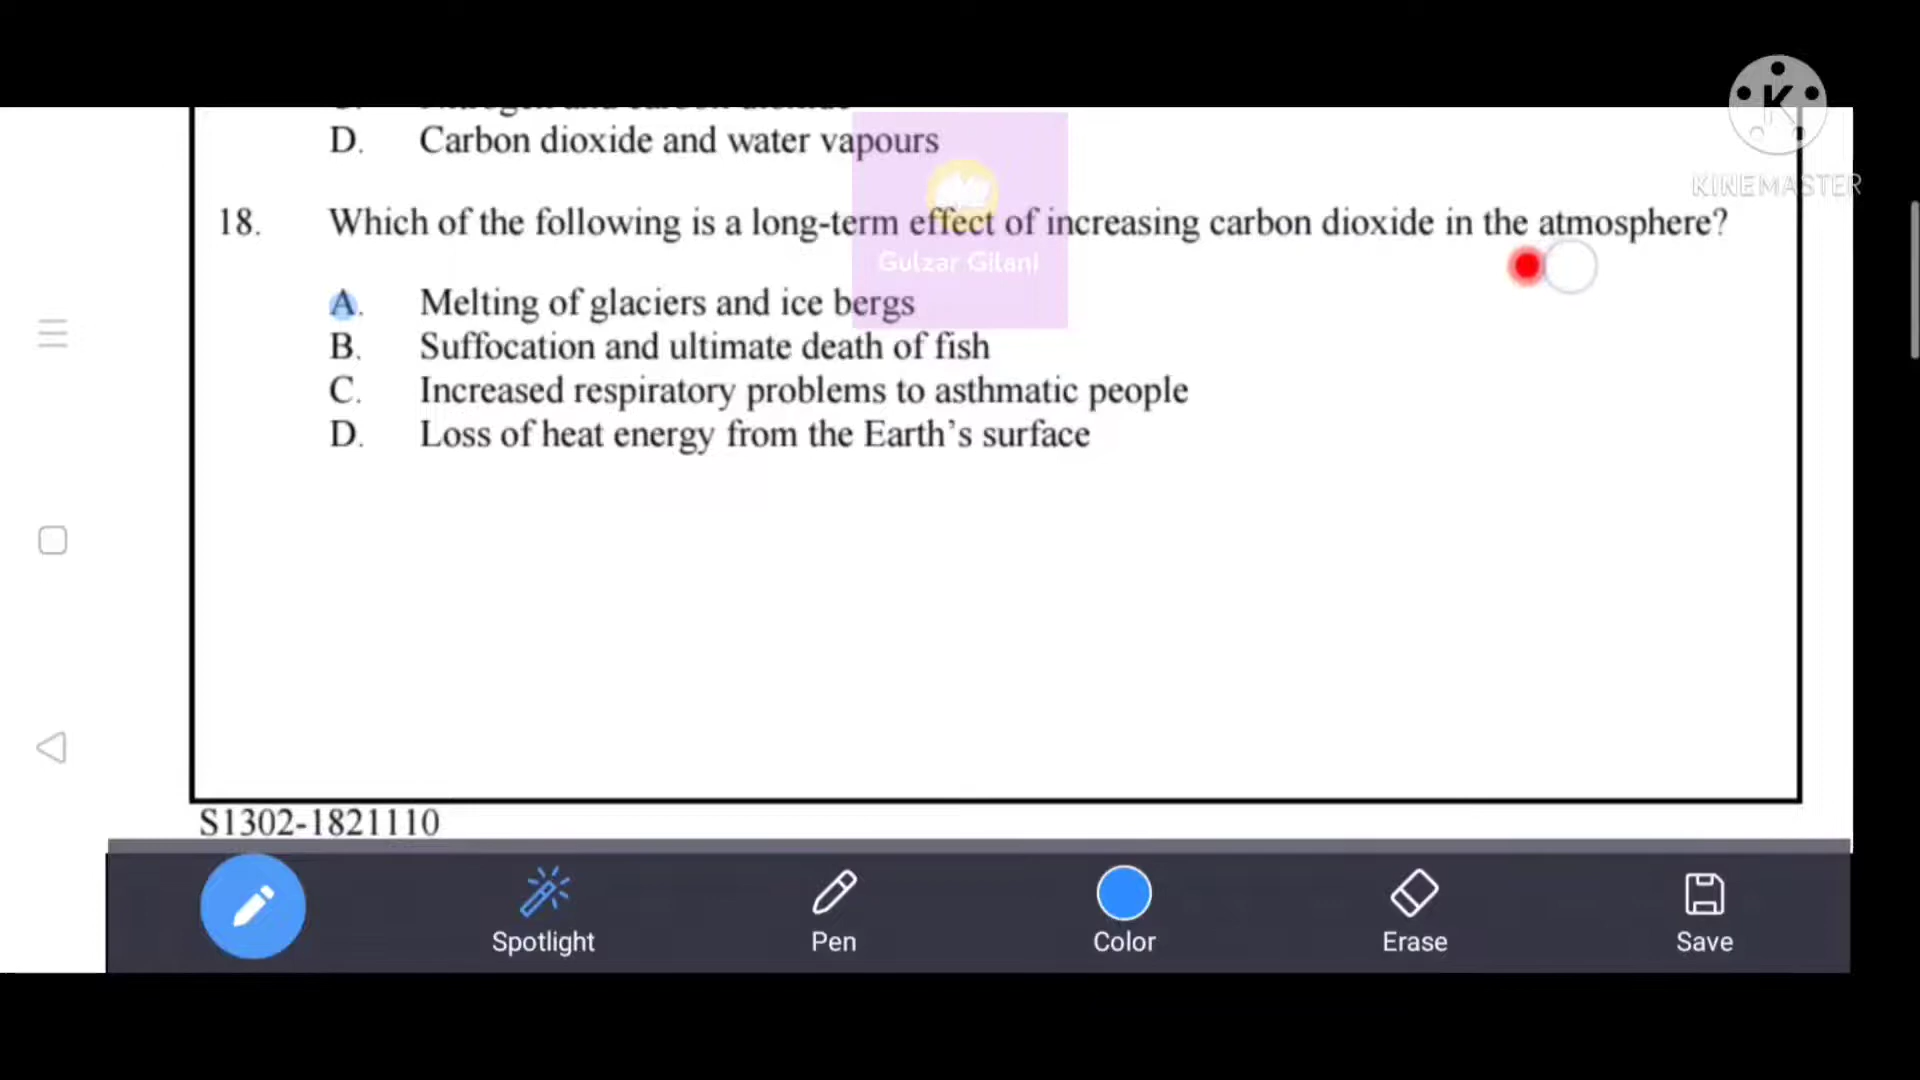 D. Carbon dioxide and water vapours
KINEMASTER
18. Which of the following is a long-term effect of increasing carbon dioxide in the atmosphere?
Gulzar Gilani
A. Melting of glaciers and ice bergs
B. Suffocation and ultimate death of fish
C. Increased respiratory problems to asthmatic people
D. Loss of heat energy from the Earth's surface
S1302-1821110
Spotlight Pen Color Erase Save